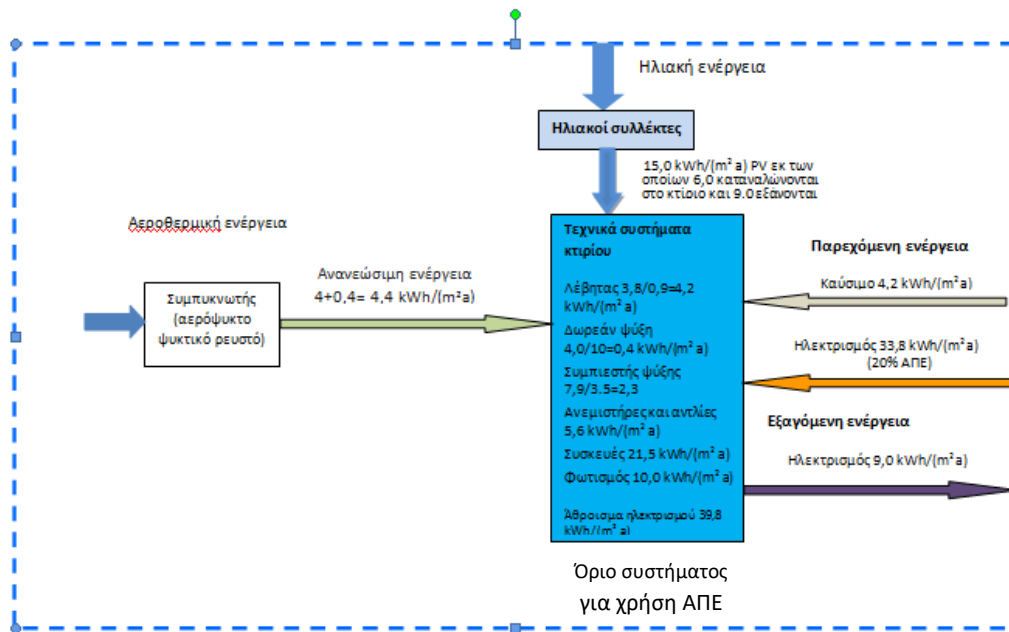 Ηλιακή ενέργεια
Ηλιακοί συλλέκτες
15,0 kWh/(m² a) PV εκ των
οποίων 6,0 καταναλώνονται
στο κτίριο και 9.0 εξάνονται
Αεροθερμική ενέργεια
Συμπυκνωτής
(αερόψυκτο
ψυκτικό ρευστό)
Ανανεώσιμη ενέργεια
4+0,4= 4,4 kWh/(m²a)
Τεχνικά συστήματα
κτιρίου
Λέβητας 3,8/0,9=4,2
kWh/(m² a)
Δωρεάν ψύξη
4,0/10=0,4 kWh/(m² a)
Συμπιεστής ψύξης
7,9/3.5=2,3
Ανεμιστήρες και αντλίες
5,6 kWh/(m² a)
Συσκευές 21,5 kWh/(m² a)
Φωτισμός 10,0 kWh/(m² a)
Άθροισμα ηλεκτρισμού 39,8
kWh/(m² a)
Παρεχόμενη ενέργεια
Καύσιμο 4,2 kWh/(m²a)
Ηλεκτρισμός 33,8 kWh/(m²a)
(20% ΑΠΕ)
Εξαγόμενη ενέργεια
Ηλεκτρισμός 9,0 kWh/(m²a)
Όριο συστήματος
για χρήση ΑΠΕ